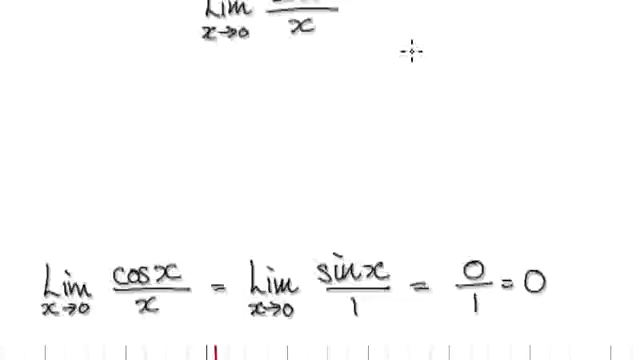 Lim x→0 x
Lim x→0 cosx/x = Lim x→0 sinx/1 = 0/1 = 0